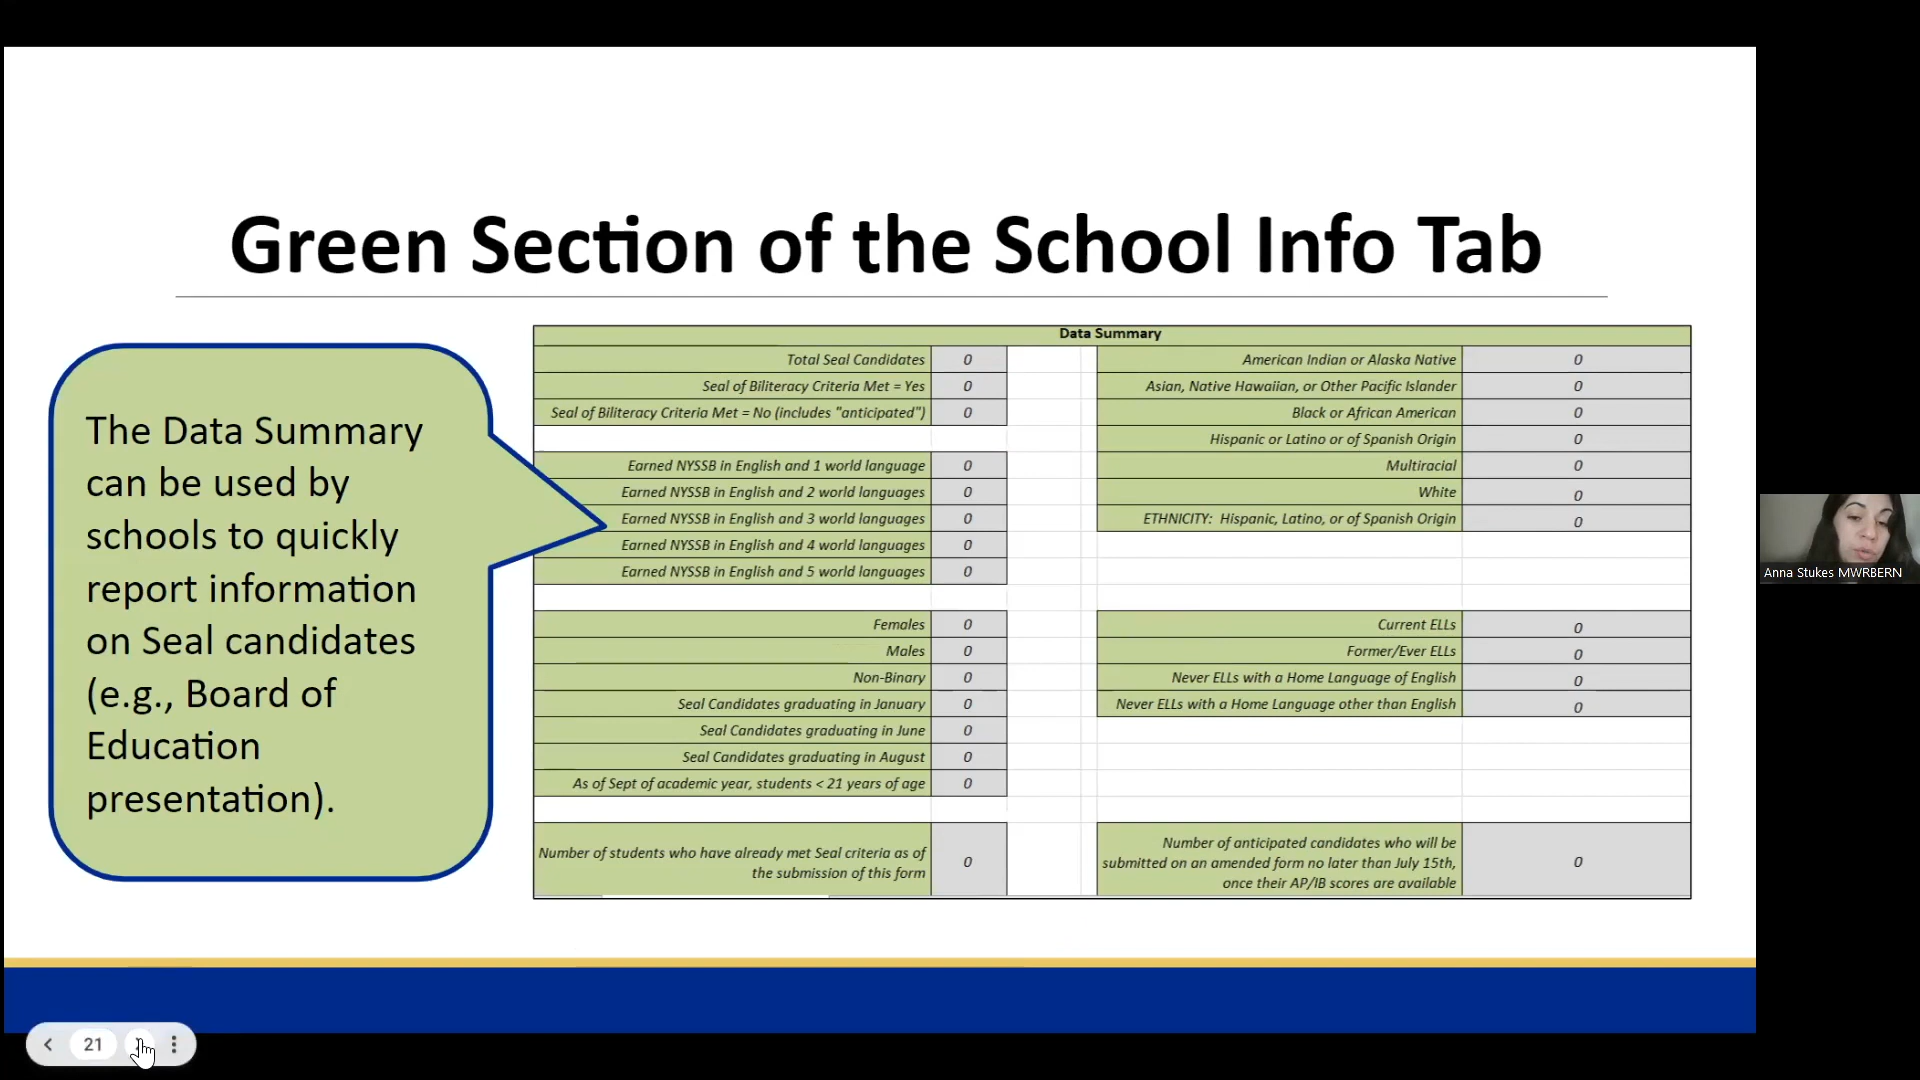 Green Section of the School Info Tab
The Data Summary
can be used by
schools to quickly
report information
on Seal candidates
(e.g., Board of
Education
presentation).
Data Summary
Total Seal Candidates 0
Seal of Biliteracy Criteria Met = Yes 0
Seal of Biliteracy Criteria Met = No (includes "anticipated") 0
Earned NYSSB in English and 1 world language 0
Earned NYSSB in English and 2 world languages 0
Earned NYSSB in English and 3 world languages 0
Earned NYSSB in English and 4 world languages 0
Earned NYSSB in English and 5 world languages 0
Females 0
Males 0
Non-Binary 0
Seal Candidates graduating in January 0
Seal Candidates graduating in June 0
Seal Candidates graduating in August 0
As of Sept of academic year, students < 21 years of age 0
Number of students who have already met Seal criteria as of
the submission of this form 0
American Indian or Alaska Native 0
Asian, Native Hawaiian, or Other Pacific Islander 0
Black or African American 0
Hispanic or Latino or of Spanish Origin 0
Multiracial 0
White 0
ETHNICITY: Hispanic, Latino, or of Spanish Origin 0
Current ELLs 0
Former/Ever ELLs 0
Never ELLs with a Home Language of English 0
Never ELLs with a Home Language other than English 0
Number of anticipated candidates who will be
submitted on an amended form no later than July 15th, 0
once their AP/IB scores are available
Anna Stukes MWRBERN
21